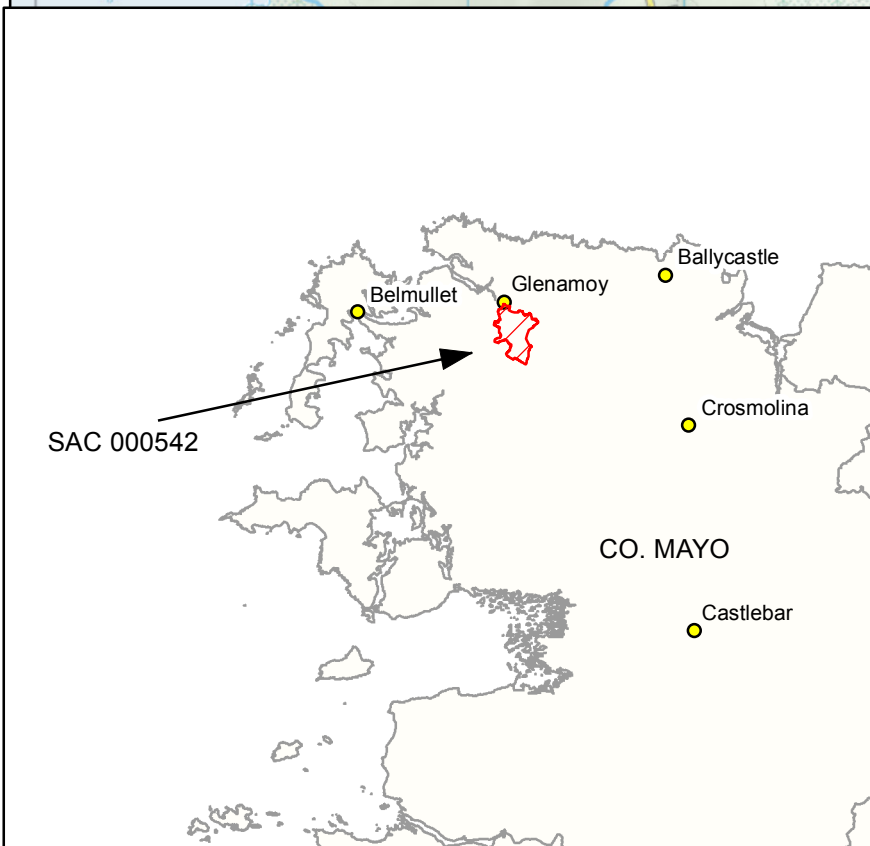 Ballycastle
Glenamoy
Belmullet
Crosmolina
SAC 000542
CO. MAYO
Castlebar